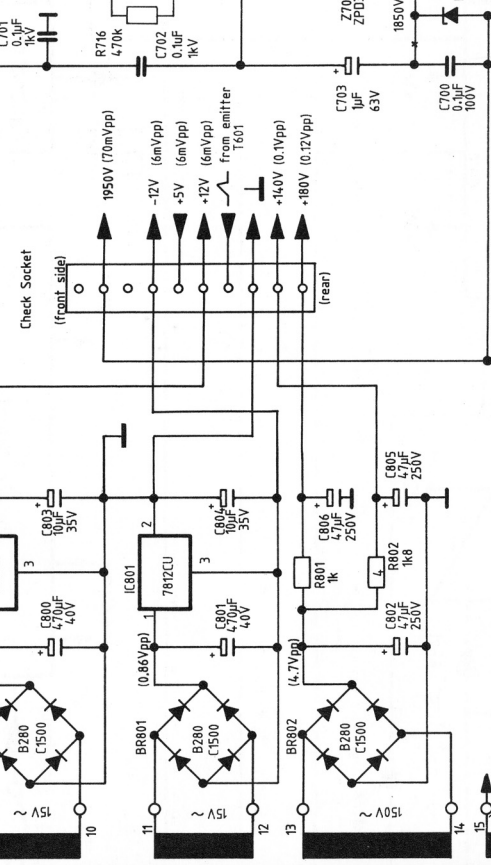 C701
0.1µF
1kV
R716
470k
C702
0.1µF
1kV
1850V
C703
1µF
63V
C700
0.1µF
100V
+
1950V (70mVpp)
-12V (6mVpp)
+5V (6mVpp)
+12V (6mVpp)
from emitter
T601
+140V (0.1Vpp)
+180V (0.12Vpp)
Check Socket
(front side)
(rear)
C803
10µF
35V
+
C804
10µF
35V
+
C806
47µF
250V
+
C805
47µF
250V
+
3
2
IC801
7812CU
3
1
R801
1k
4
R802
1k8
C800
470µF
40V
+
C801
470µF
40V
+
C802
47µF
250V
+
(0.86Vpp)
(4.7Vpp)
B280
C1500
BR801
B280
C1500
BR802
B280
C1500
15V ~
15V ~
150V ~
10
11
12
13
14
15